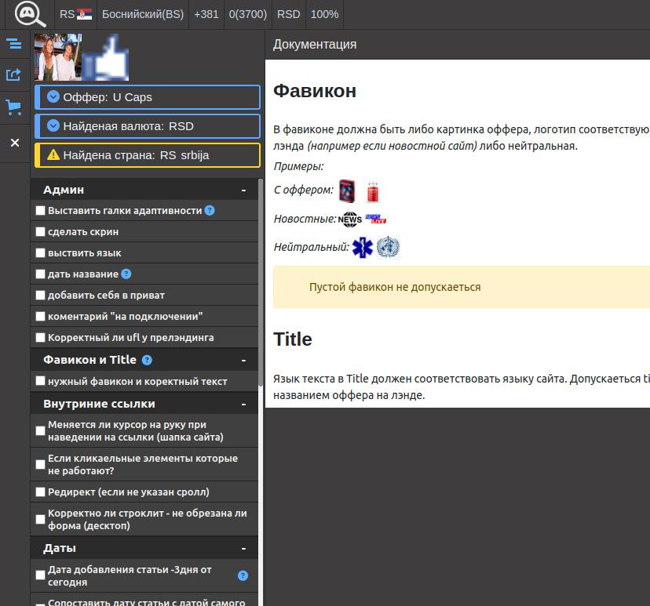 RS Боснийский(BS) +381 0(3700) RSD 100%
Оффер: U Caps
Найденая валюта: RSD
Найдена страна: RS srbija
Админ -
Выставить галки адаптивности ?
сделать скрин
выствить язык
дать название ?
добавить себя в приват
коментарий "на подключении"
Корректный ли ufl у прелэндинга
Фавикон и Title ? -
нужный фавикон и коректный текст
Внутриние ссылки -
Меняется ли курсор на руку при
наведении на ссылки (шапка сайта)
Если кликаельные элементы которые
не работают?
Редирект (если не указан сролл)
Корректно ли строклит - не обрезана ли
форма (десктоп)
Даты -
Дата добавления статьи -3дня от
сегодня ?
Сопоставить дату статьи с датой самого
Документация
Фавикон
В фавиконе должна быть либо картинка оффера, логотип соответствую
лэнда (например если новостной сайт) либо нейтральная.
Примеры:
С оффером:
Новостные: NEWS NEWS LIVE
Нейтральный:
Пустой фавикон не допускаеться
Title
Язык текста в Title должен соответствовать языку сайта. Допускаеться ti
названием оффера на лэнде.